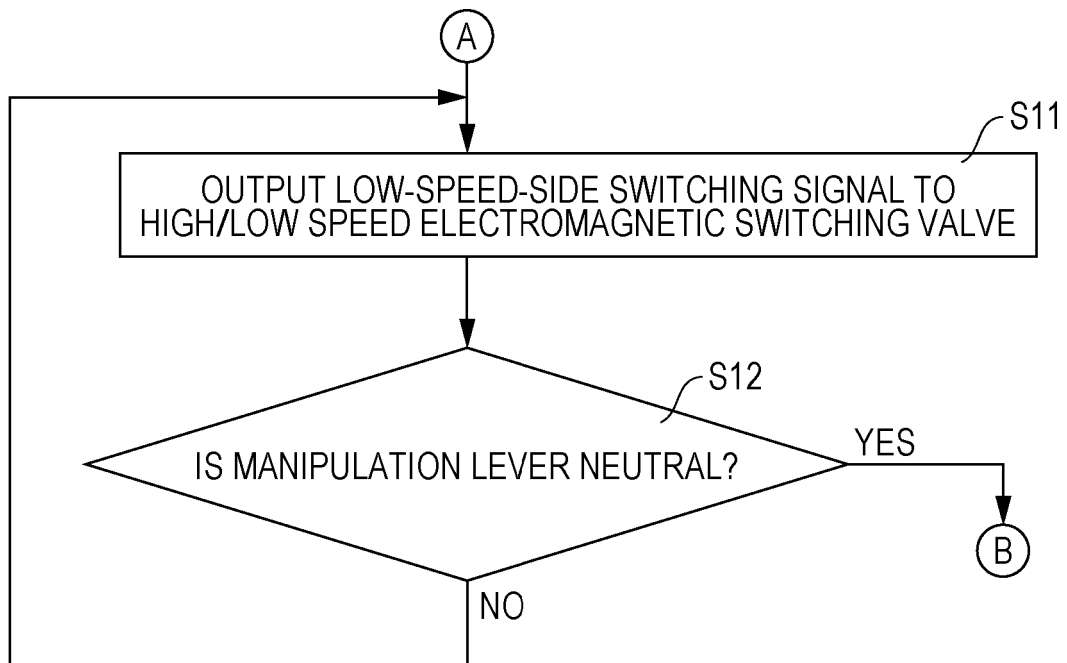 A
S11
OUTPUT LOW-SPEED-SIDE SWITCHING SIGNAL TO
HIGH/LOW SPEED ELECTROMAGNETIC SWITCHING VALVE
S12
IS MANIPULATION LEVER NEUTRAL?
YES
B
NO